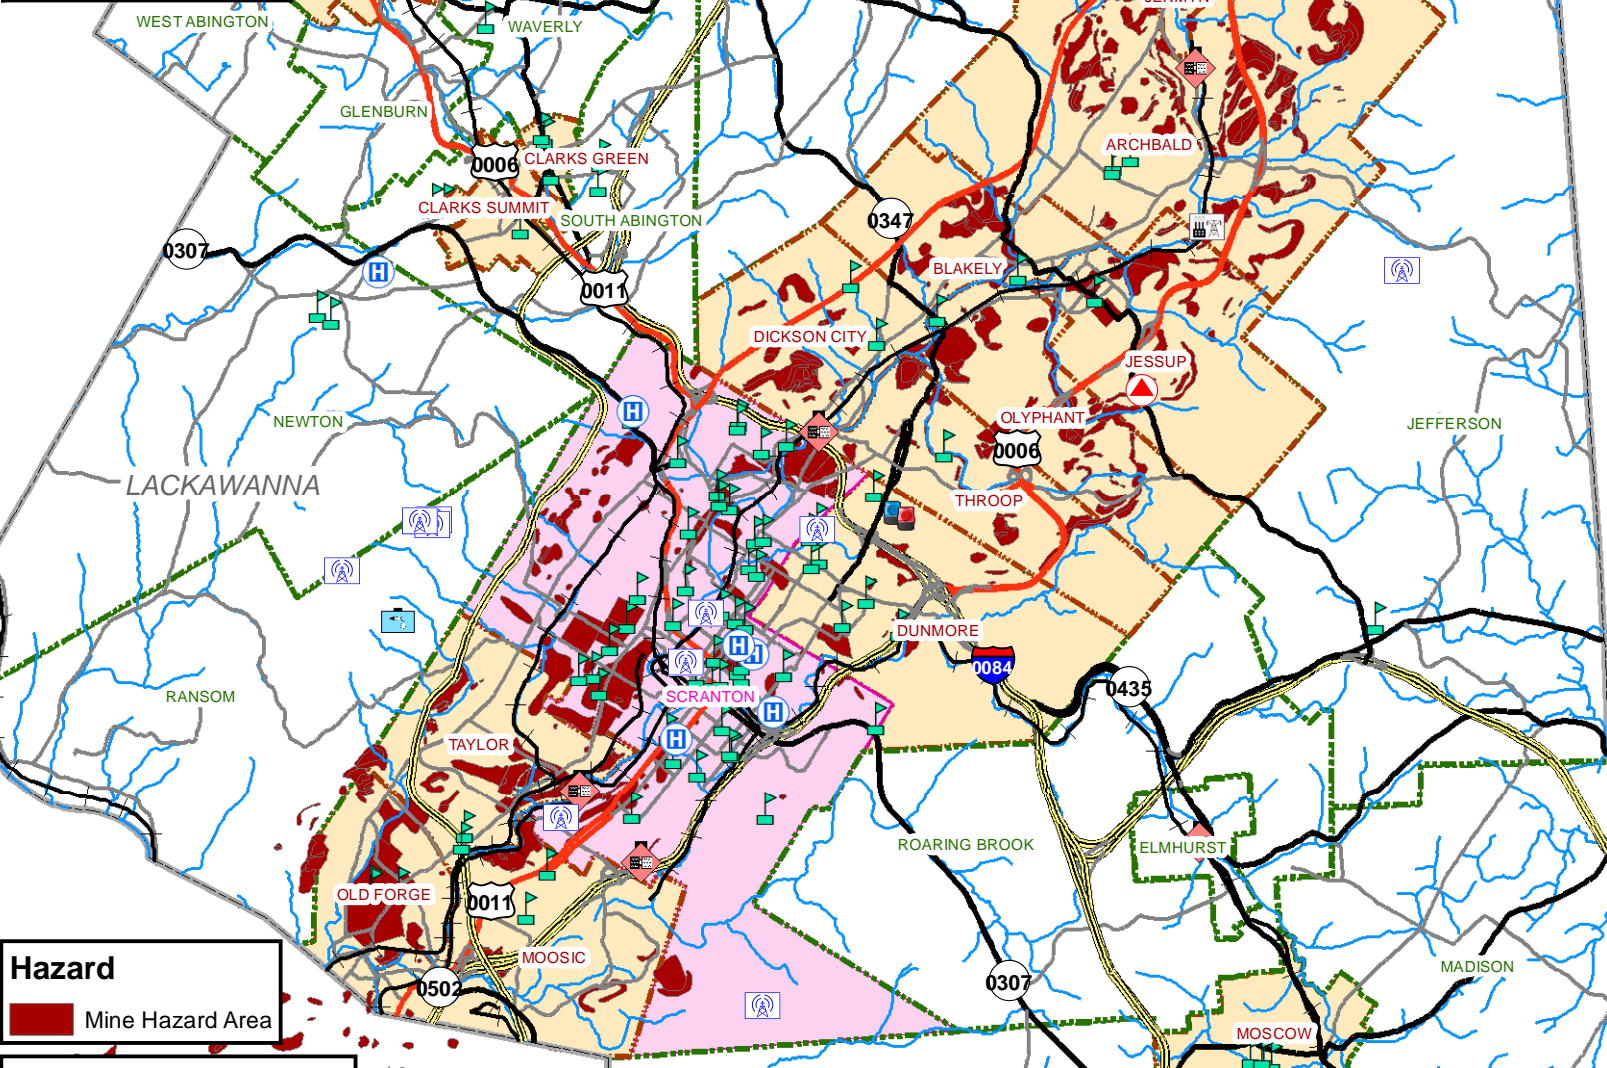 JERMYN
WEST ABINGTON
WAVERLY
GLENBURN
0006
CLARKS GREEN
ARCHBALD
CLARKS SUMMIT
SOUTH ABINGTON
0347
0307
H
BLAKELY
0011
DICKSON CITY
JESSUP
H
NEWTON
OLYPHANT
JEFFERSON
0006
LACKAWANNA
THROOP
DUNMORE
H
H
0084
0435
RANSOM
SCRANTON
H
TAYLOR
H
ROARING BROOK
ELMHURST
OLD FORGE
0011
MOOSIC
MADISON
Hazard
0502
0307
Mine Hazard Area
MOSCOW